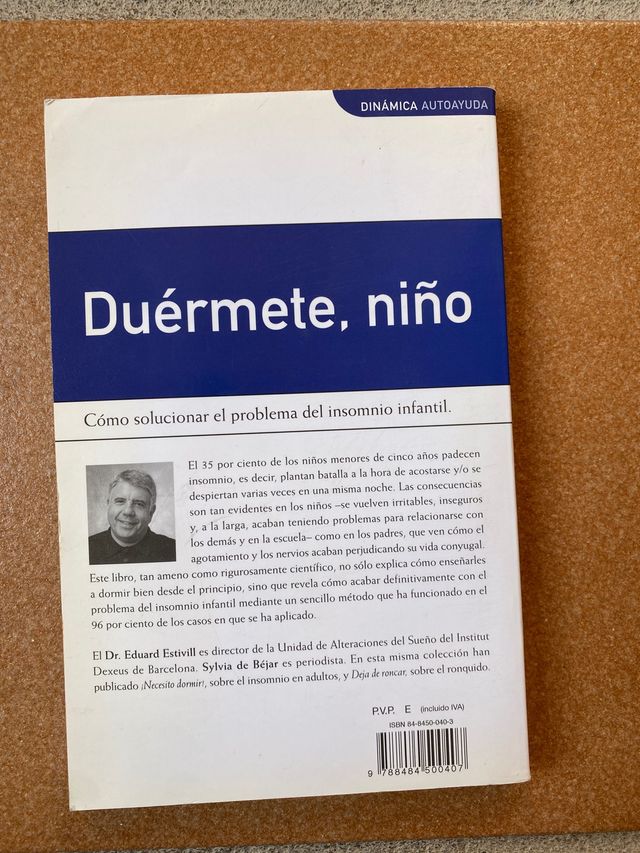 DINÁMICA AUTOAYUDA
Duérmete, niño
Cómo solucionar el problema del insomnio infantil.
El 35 por ciento de los niños menores de cinco años padecen
insomnio, es decir, plantan batalla a la hora de acostarse y/o se
despiertan varias veces en una misma noche. Las consecuencias
son tan evidentes en los niños –se vuelven irritables, inseguros
y, a la larga, acaban teniendo problemas para relacionarse con
los demás y en la escuela– como en los padres, que ven cómo el
agotamiento y los nervios acaban perjudicando su vida conyugal.
Este libro, tan ameno como rigurosamente científico, no sólo explica cómo enseñarles
a dormir bien desde el principio, sino que revela cómo acabar definitivamente con el
problema del insomnio infantil mediante un sencillo método que ha funcionado en el
96 por ciento de los casos en que se ha aplicado.
El Dr. Eduard Estivill es director de la Unidad de Alteraciones del Sueño del Institut
Dexeus de Barcelona. Sylvia de Béjar es periodista. En esta misma colección han
publicado ¡Necesito dormir!, sobre el insomnio en adultos, y Deja de roncar, sobre el ronquido.
P.V.P. E (incluido IVA)
ISBN 84-8450-040-3
9 788484 500407